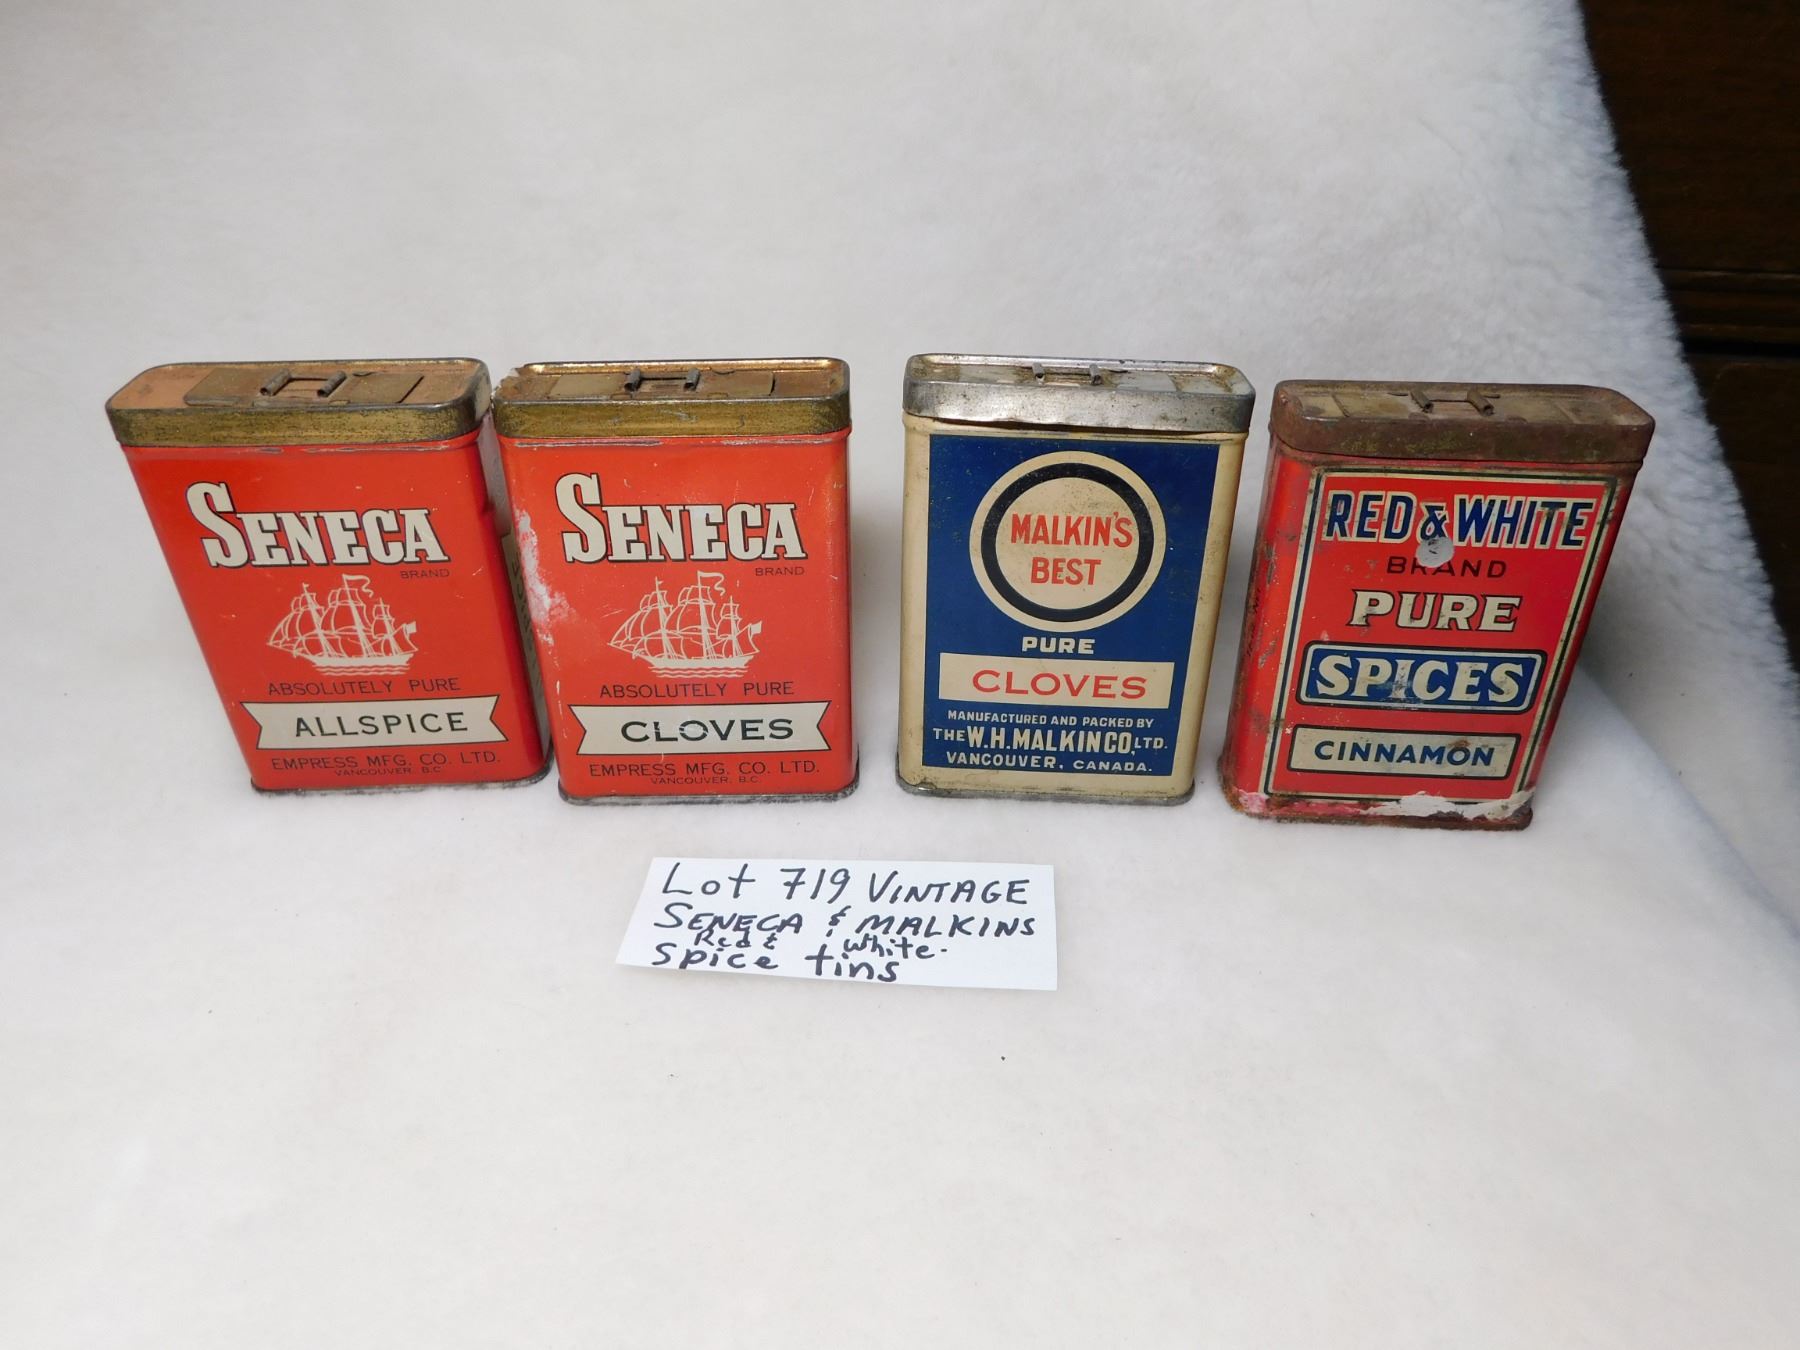 SENECA
BRAND
ABSOLUTELY PURE
ALLSPICE
EMPRESS MFG. CO. LTD.
VANCOUVER, B.C.
SENECA
BRAND
ABSOLUTELY PURE
CLOVES
EMPRESS MFG. CO. LTD.
VANCOUVER, B.C.
MALKIN'S
BEST
PURE
CLOVES
MANUFACTURED AND PACKED BY
THE W.H. MALKIN CO., LTD.
VANCOUVER, CANADA.
RED & WHITE
BRAND
PURE
SPICES
CINNAMON
Lot 719 VINTAGE
SENECA & MALKINS
Red & White.
Spice tins